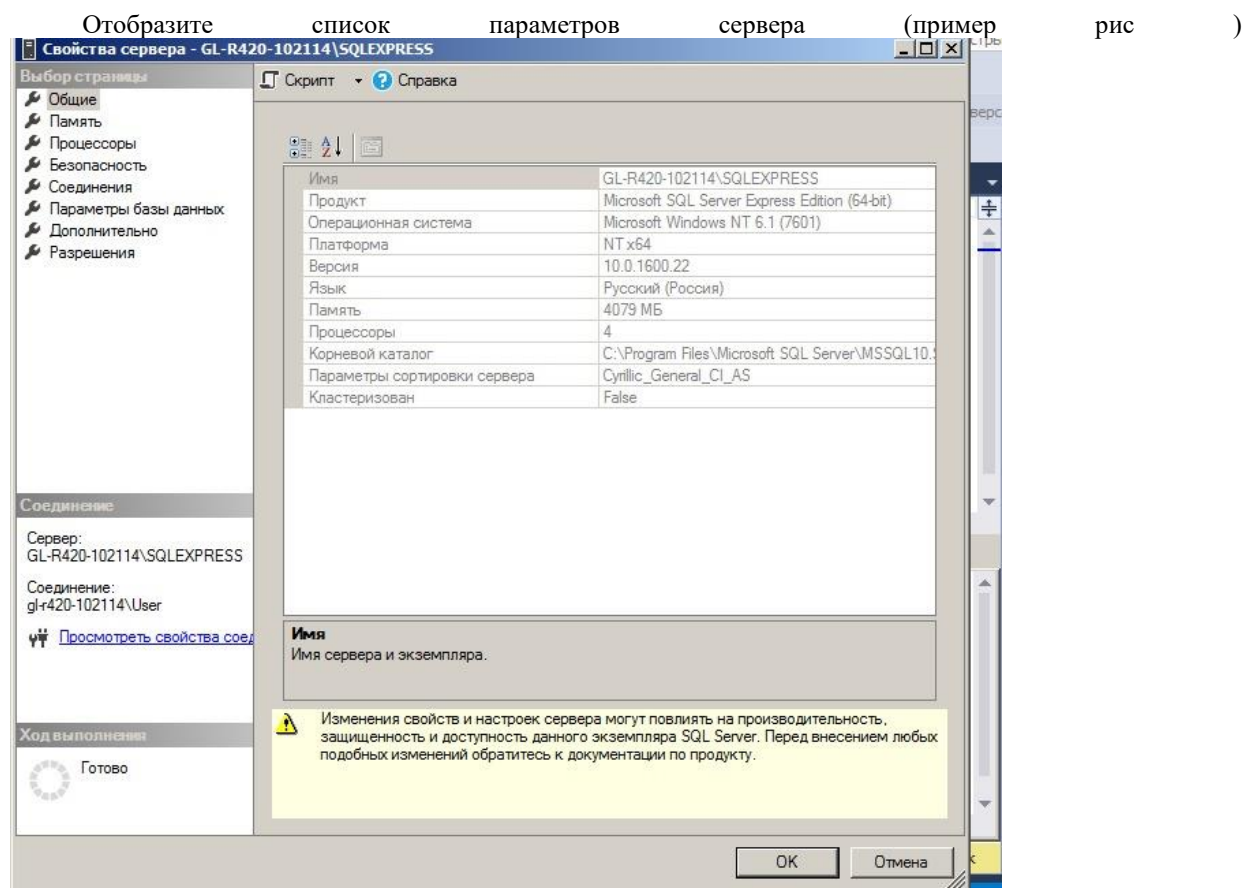 Отобразите список параметров сервера (пример рис )
Свойства сервера - GL-R420-102114\SQLEXPRESS
Выбор страницы
Общие
Память
Процессоры
Безопасность
Соединения
Параметры базы данных
Дополнительно
Разрешения
Скрипт
Справка
Имя GL-R420-102114\SQLEXPRESS
Продукт Microsoft SQL Server Express Edition (64-bit)
Операционная система Microsoft Windows NT 6.1 (7601)
Платформа NT x64
Версия 10.0.1600.22
Язык Русский (Россия)
Память 4079 МБ
Процессоры 4
Корневой каталог C:\Program Files\Microsoft SQL Server\MSSQL10.
Параметры сортировки сервера Cyrillic_General_CI_AS
Кластеризован False
Соединение
Сервер:
GL-R420-102114\SQLEXPRESS
Соединение:
gl-r420-102114\User
Просмотреть свойства соед
Имя
Имя сервера и экземпляра.
Изменения свойств и настроек сервера могут повлиять на производительность,
защищенность и доступность данного экземпляра SQL Server. Перед внесением любых
подобных изменений обратитесь к документации по продукту.
Ход выполнения
Готово
OK
Отмена